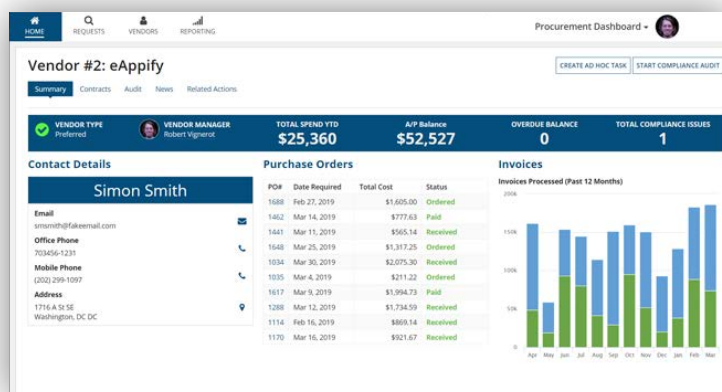 HOME
REQUESTS
VENDORS
REPORTING
Procurement Dashboard
Vendor #2: eAppify
CREATE AD HOC TASK
START COMPLIANCE AUDIT
Summary Contracts Audit News Related Actions
VENDOR TYPE
Preferred
VENDOR MANAGER
Robert Vignerot
TOTAL SPEND YTD
$25,360
A/P Balance
$52,527
OVERDUE BALANCE
0
TOTAL COMPLIANCE ISSUES
1
Contact Details
Simon Smith
Email
smsmith@fakeemail.com
Office Phone
703456-1231
Mobile Phone
(202) 299-1097
Address
1716 A St SE
Washington, DC DC
Purchase Orders
PO# Date Required Total Cost Status
1688 Feb 27, 2019 $1,605.00 Ordered
1462 Mar 14, 2019 $777.63 Paid
1441 Mar 11, 2019 $565.14 Received
1648 Mar 25, 2019 $1,317.25 Ordered
1034 Mar 30, 2019 $2,075.30 Received
1035 Mar 4, 2019 $211.22 Ordered
1617 Mar 9, 2019 $1,994.73 Paid
1288 Mar 12, 2019 $1,734.59 Received
1114 Feb 16, 2019 $869.14 Received
1170 Mar 16, 2019 $921.67 Received
Invoices
Invoices Processed (Past 12 Months)
200k
150k
100k
50k
0
Apr May Jun Jul Aug Sep Oct Nov Dec Jan Feb Mar